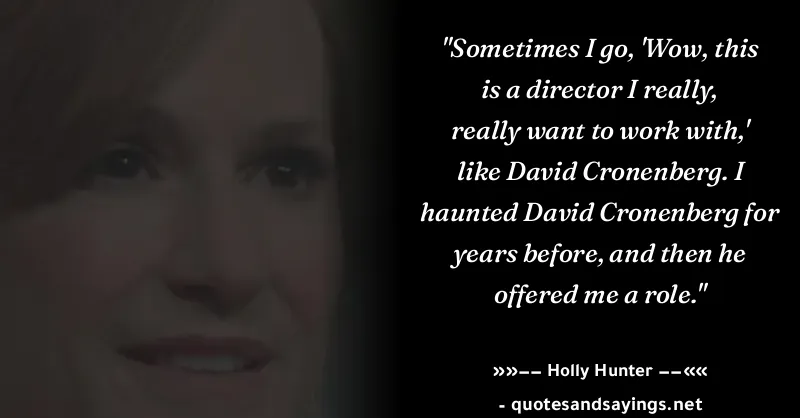 "Sometimes I go, 'Wow, this
is a director I really,
really want to work with,'
like David Cronenberg. I
haunted David Cronenberg for
years before, and then he
offered me a role."
»»−− Holly Hunter −−««
- quotesandsayings.net